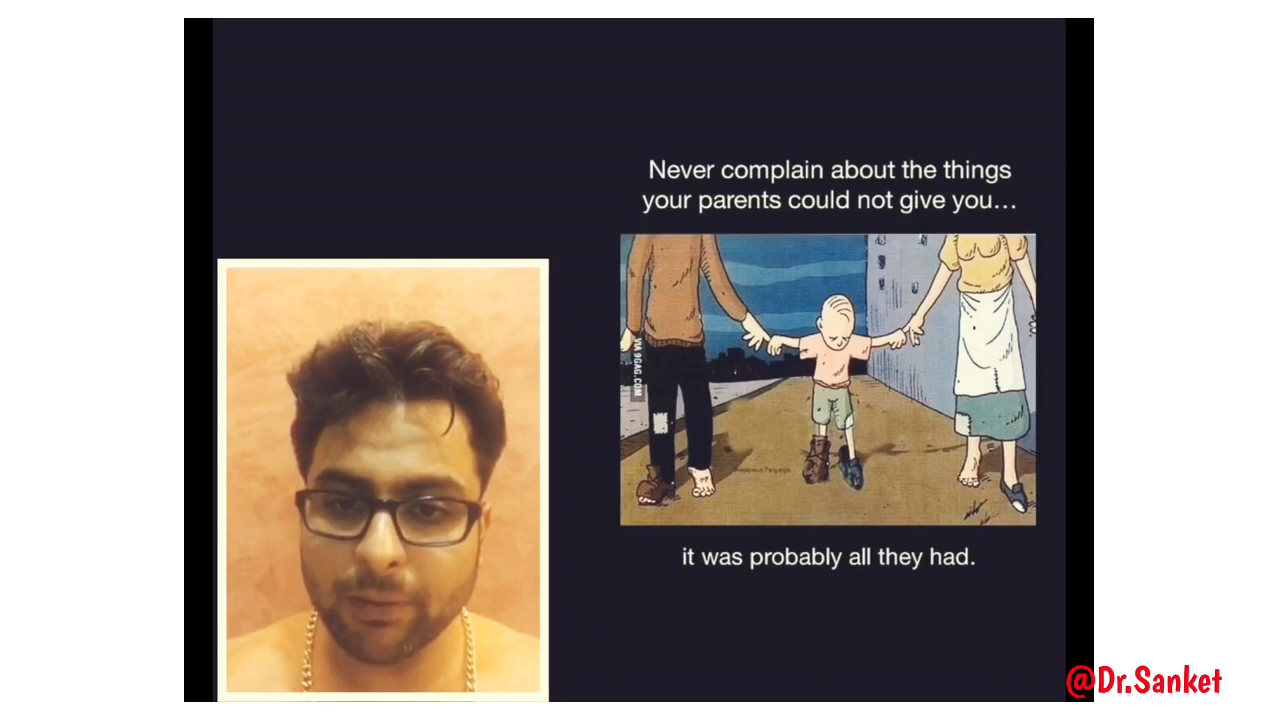 Never complain about the things
your parents could not give you...
VIA 9GAG.COM
it was probably all they had.
@Dr.Sanket